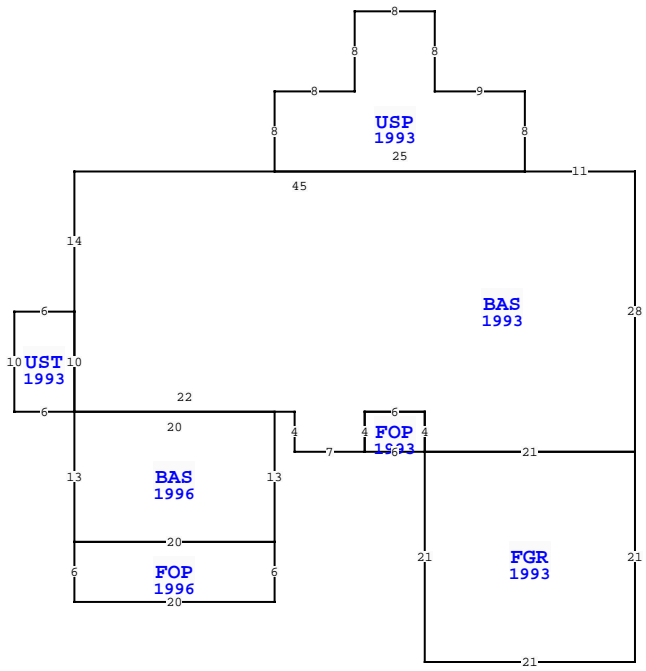 8
8 8
8 9
8 USP 8
1993
25
11
45
14
6 BAS 28
1993
10 UST 10
1993
22
6 6
20 4 4 FOP 4
7 1993 6 21
13 BAS 13
1996
20 21 FGR 21
1993
6 FOP 6
1996
20
21